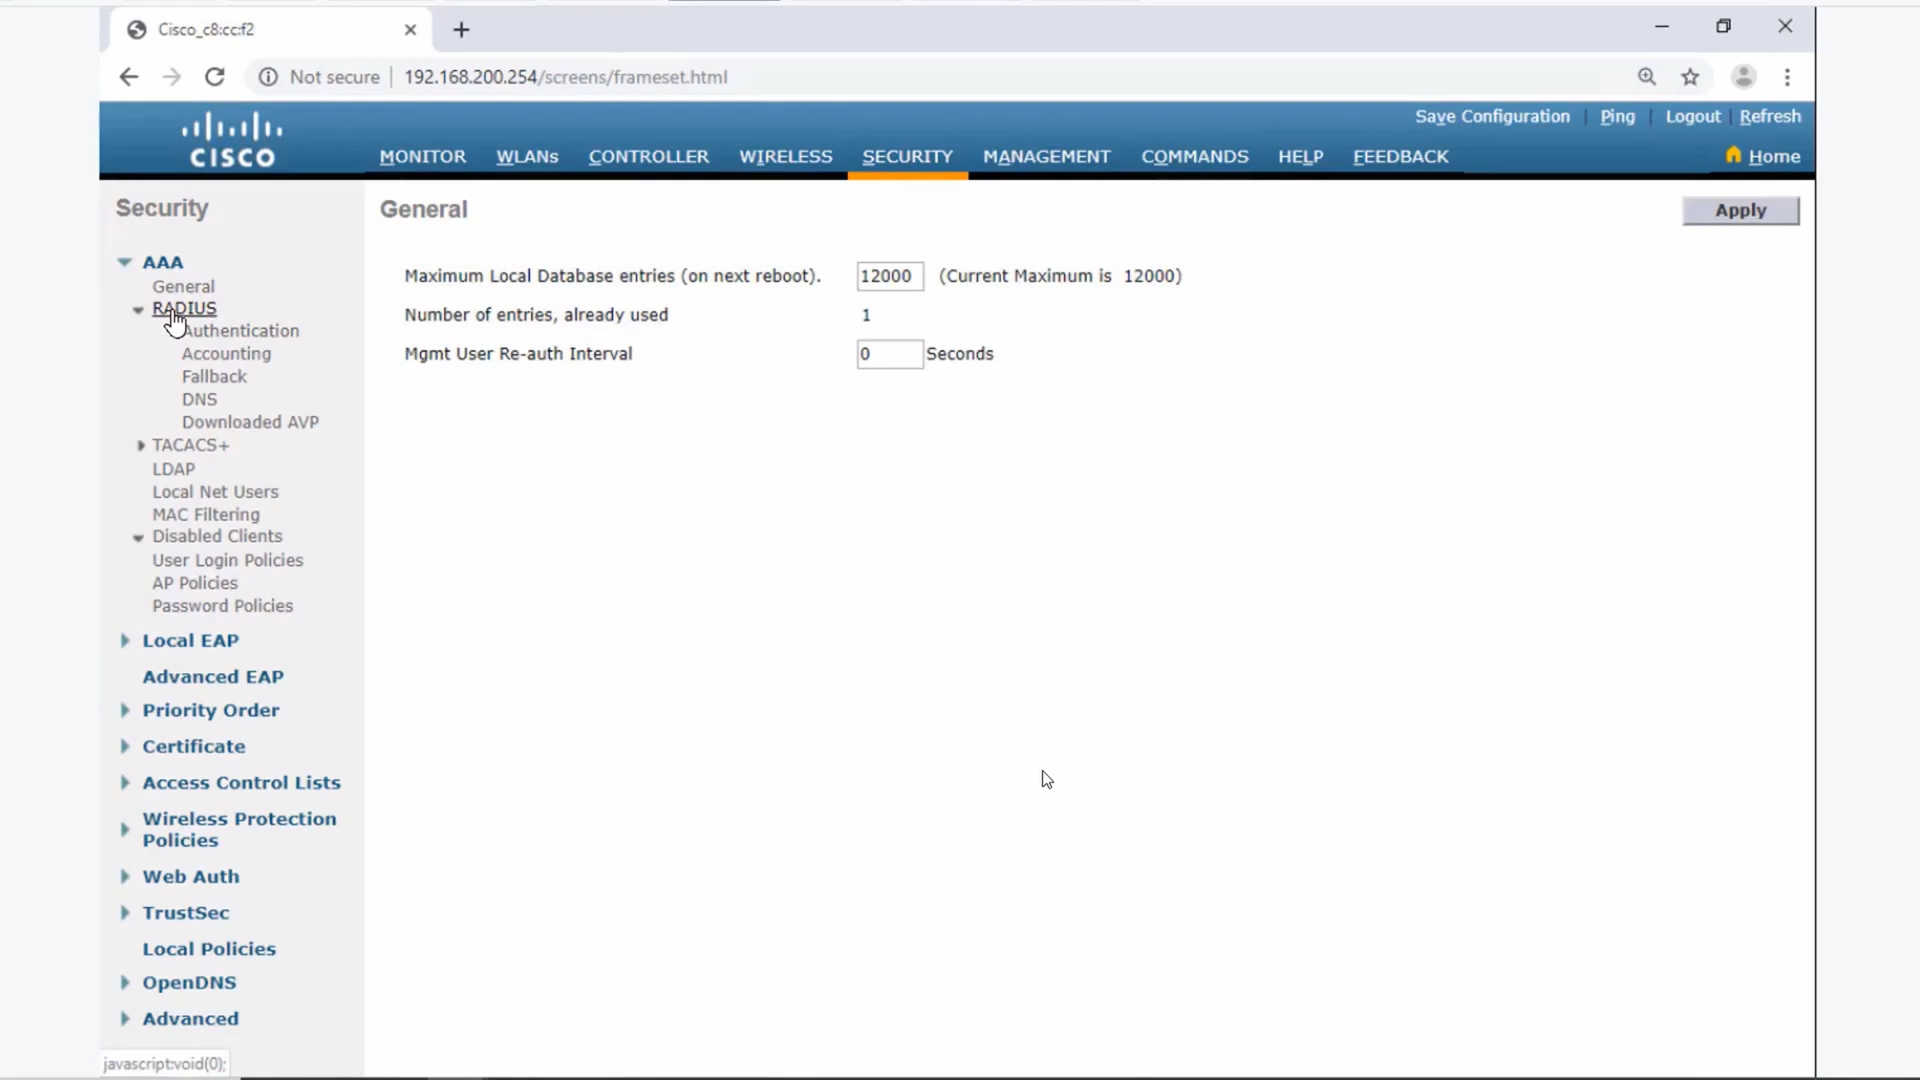 Cisco_c8:cc:f2
Not secure 192.168.200.254/screens/frameset.html
Save Configuration Ping Logout Refresh
CISCO
MONITOR WLANs CONTROLLER WIRELESS SECURITY MANAGEMENT COMMANDS HELP FEEDBACK Home
Security
General
Apply
AAA
General
RADIUS
Authentication
Accounting
Fallback
DNS
Downloaded AVP
TACACS+
LDAP
Local Net Users
MAC Filtering
Disabled Clients
User Login Policies
AP Policies
Password Policies
Local EAP
Advanced EAP
Priority Order
Certificate
Access Control Lists
Wireless Protection
Policies
Web Auth
TrustSec
Local Policies
OpenDNS
Advanced
Maximum Local Database entries (on next reboot). 12000 (Current Maximum is 12000)
Number of entries, already used 1
Mgmt User Re-auth Interval 0 Seconds
javascript:void(0);